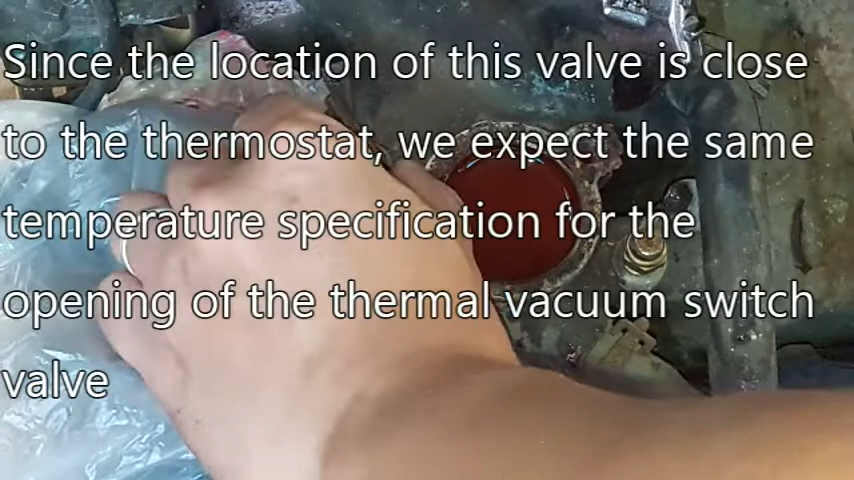 Since the location of this valve is close
to the thermostat, we expect the same
temperature specification for the
opening of the thermal vacuum switch
valve